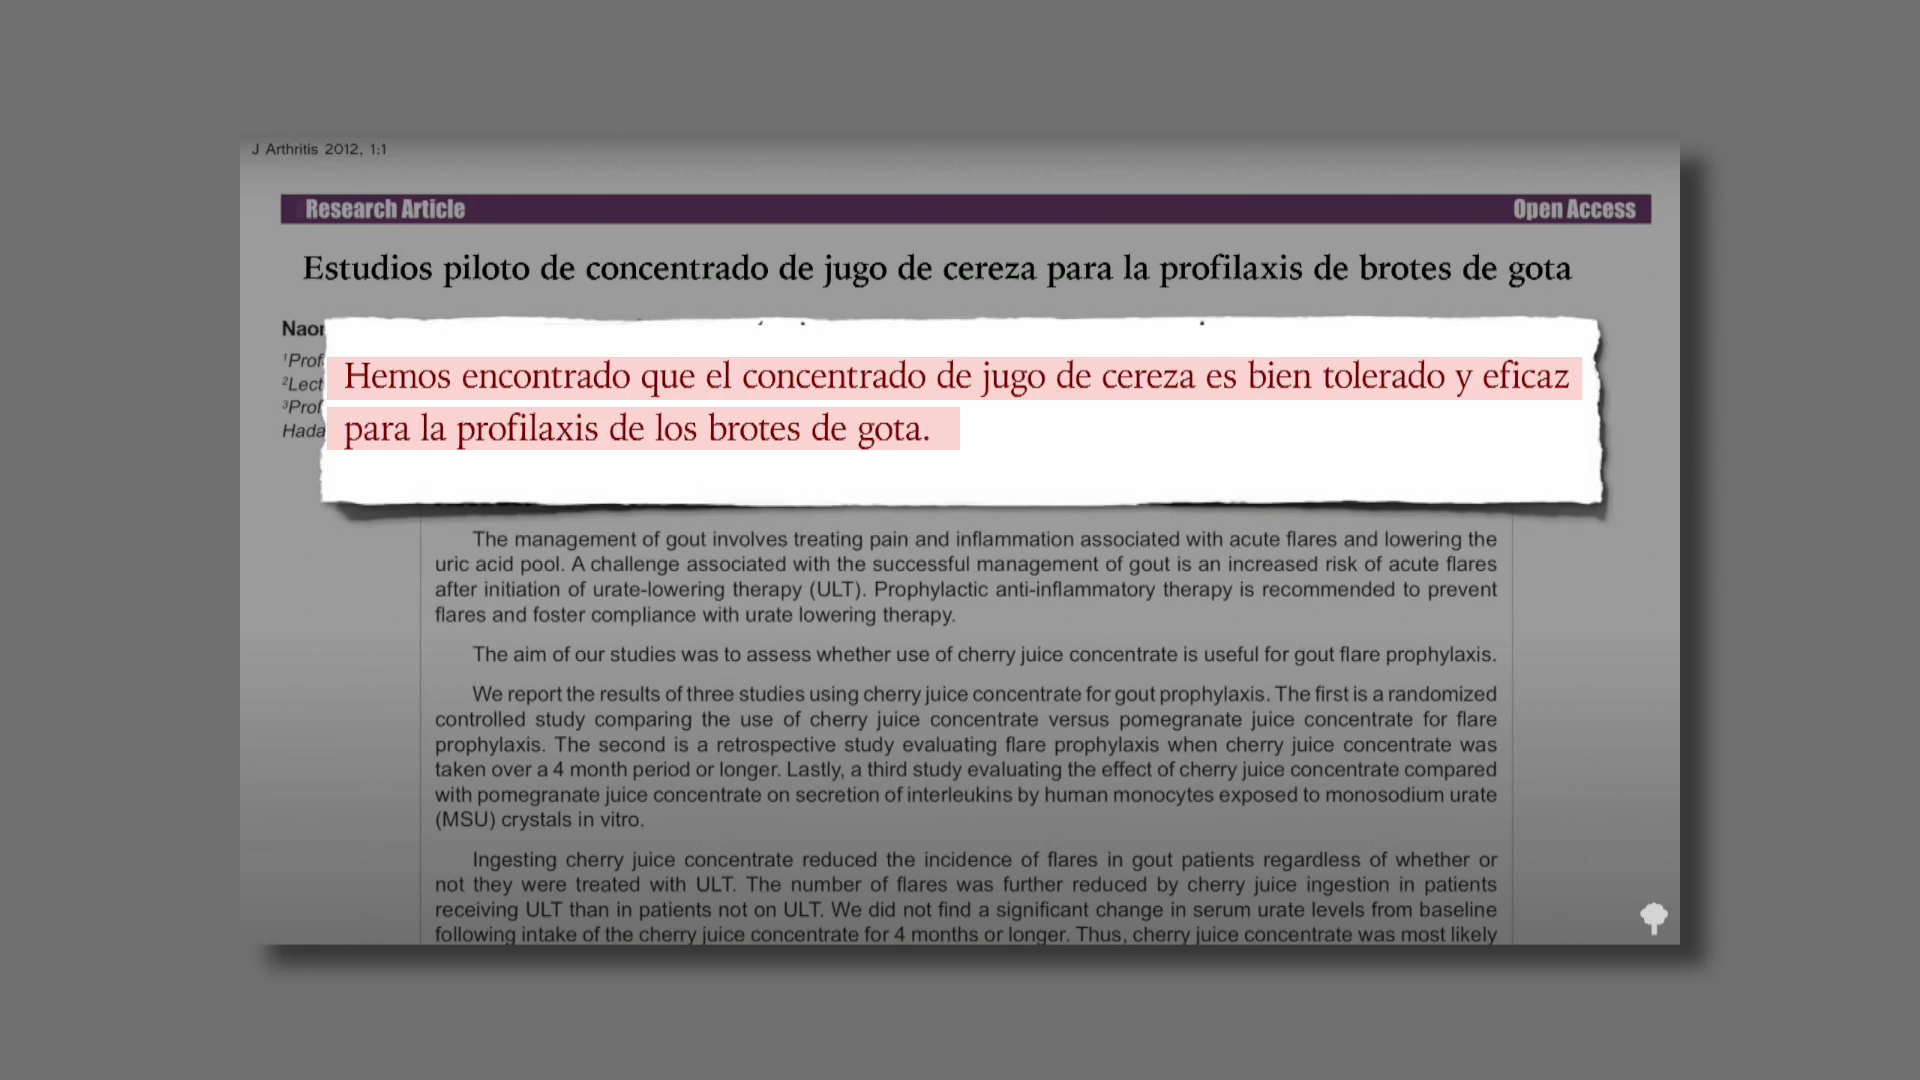 J Arthritis 2012, 1:1
Research Article
Open Access
Estudios piloto de concentrado de jugo de cereza para la profilaxis de brotes de gota
Hemos encontrado que el concentrado de jugo de cereza es bien tolerado y eficaz
para la profilaxis de los brotes de gota.
The management of gout involves treating pain and inflammation associated with acute flares and lowering the
uric acid pool. A challenge associated with the successful management of gout is an increased risk of acute flares
after initiation of urate-lowering therapy (ULT). Prophylactic anti-inflammatory therapy is recommended to prevent
flares and foster compliance with urate lowering therapy.
The aim of our studies was to assess whether use of cherry juice concentrate is useful for gout flare prophylaxis.
We report the results of three studies using cherry juice concentrate for gout prophylaxis. The first is a randomized
controlled study comparing the use of cherry juice concentrate versus pomegranate juice concentrate for flare
prophylaxis. The second is a retrospective study evaluating flare prophylaxis when cherry juice concentrate was
taken over a 4 month period or longer. Lastly, a third study evaluating the effect of cherry juice concentrate compared
with pomegranate juice concentrate on secretion of interleukins by human monocytes exposed to monosodium urate
(MSU) crystals in vitro.
Ingesting cherry juice concentrate reduced the incidence of flares in gout patients regardless of whether or
not they were treated with ULT. The number of flares was further reduced by cherry juice ingestion in patients
receiving ULT than in patients not on ULT. We did not find a significant change in serum urate levels from baseline
following intake of the cherry juice concentrate for 4 months or longer. Thus, cherry juice concentrate was most likely